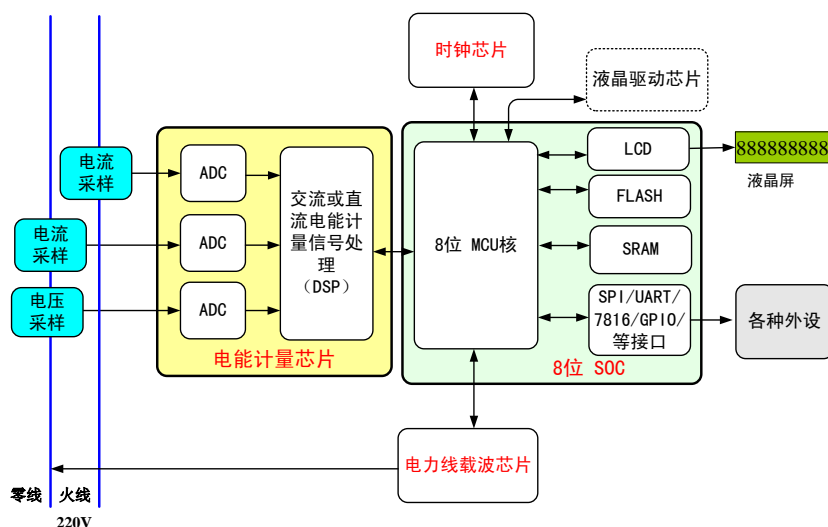 时钟芯片
液晶驱动芯片
电流
采样
ADC
交流或直
流电能计
量信号处
理
（DSP）
8位 MCU核
LCD
888888888
液晶屏
FLASH
电流
采样
ADC
SRAM
电压
采样
ADC
SPI/UART/
7816/GPIO/
等接口
各种外设
电能计量芯片
8位 SOC
电力线载波芯片
零线
火线
220V